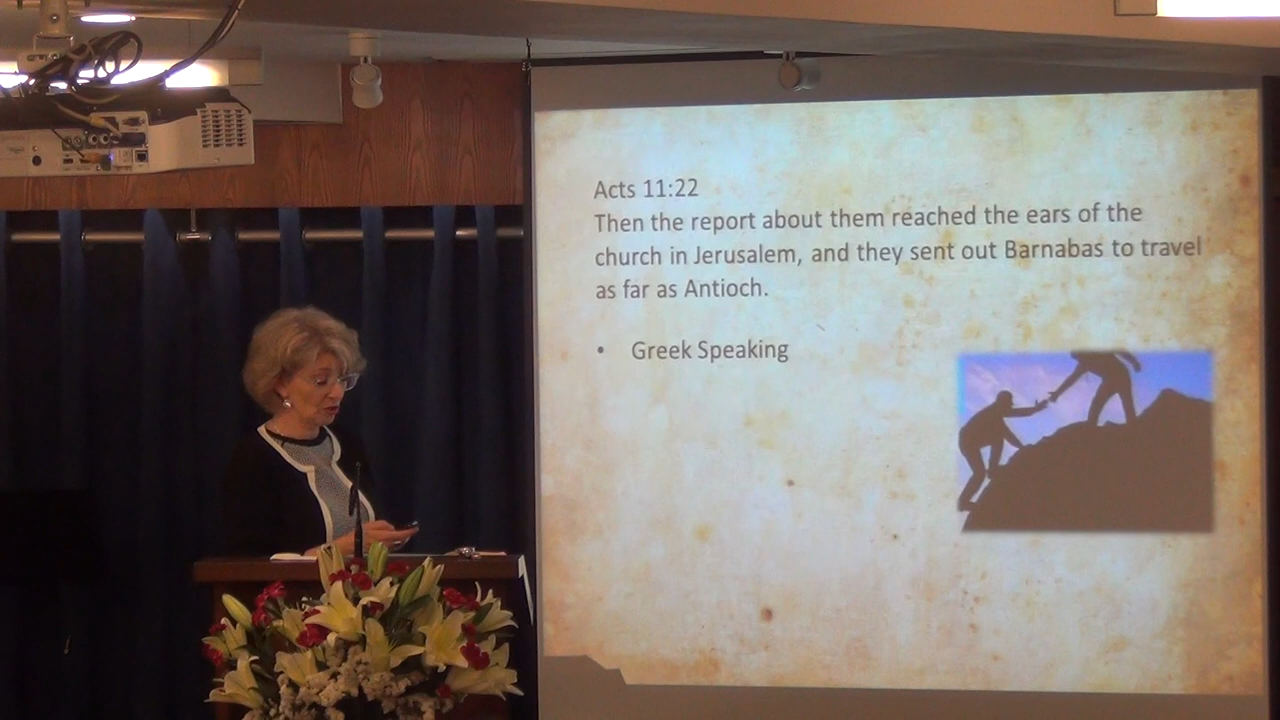 Acts 11:22
Then the report about them reached the ears of the
church in Jerusalem, and they sent out Barnabas to travel
as far as Antioch.
• Greek Speaking